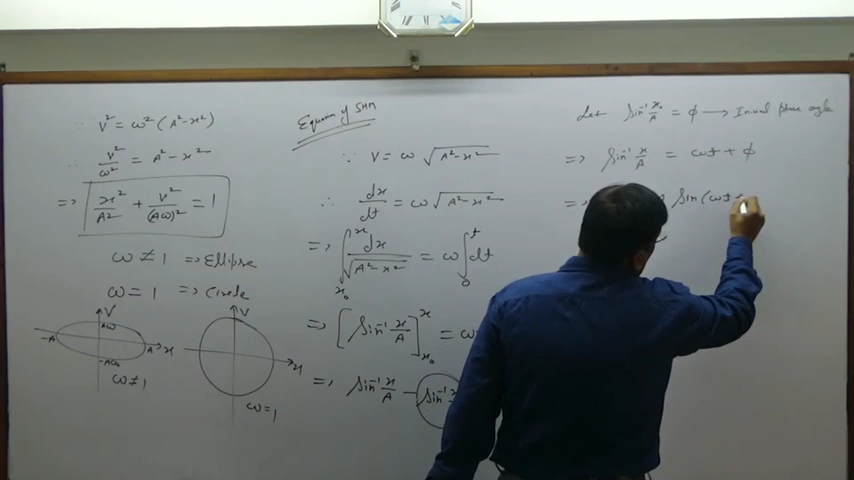 ∵ V² = ω² (A² - x²)
∴ V²/ω² = A² - x²
=> x²/A² + V²/(Aω)² = 1
ω ≠ 1 => Ellipse
ω = 1 => Circle
V
Aω
-A
A
x
-Aω
ω ≠ 1
V
x
ω = 1
Equation of SHM
∵ V = ω √(A² - x²)
∴ dx/dt = ω √(A² - x²)
=> ∫_{x₀}^{x} dx/√(A² - x²) = ω ∫_{0}^{t} dt
=> [Sin⁻¹ x/A]_{x₀}^{x} = ω
=> Sin⁻¹ x/A - Sin⁻¹
Let Sin⁻¹ x₀/A = φ → Initial phase angle
=> Sin⁻¹ x/A = ωt + φ
=> Sin (ωt +